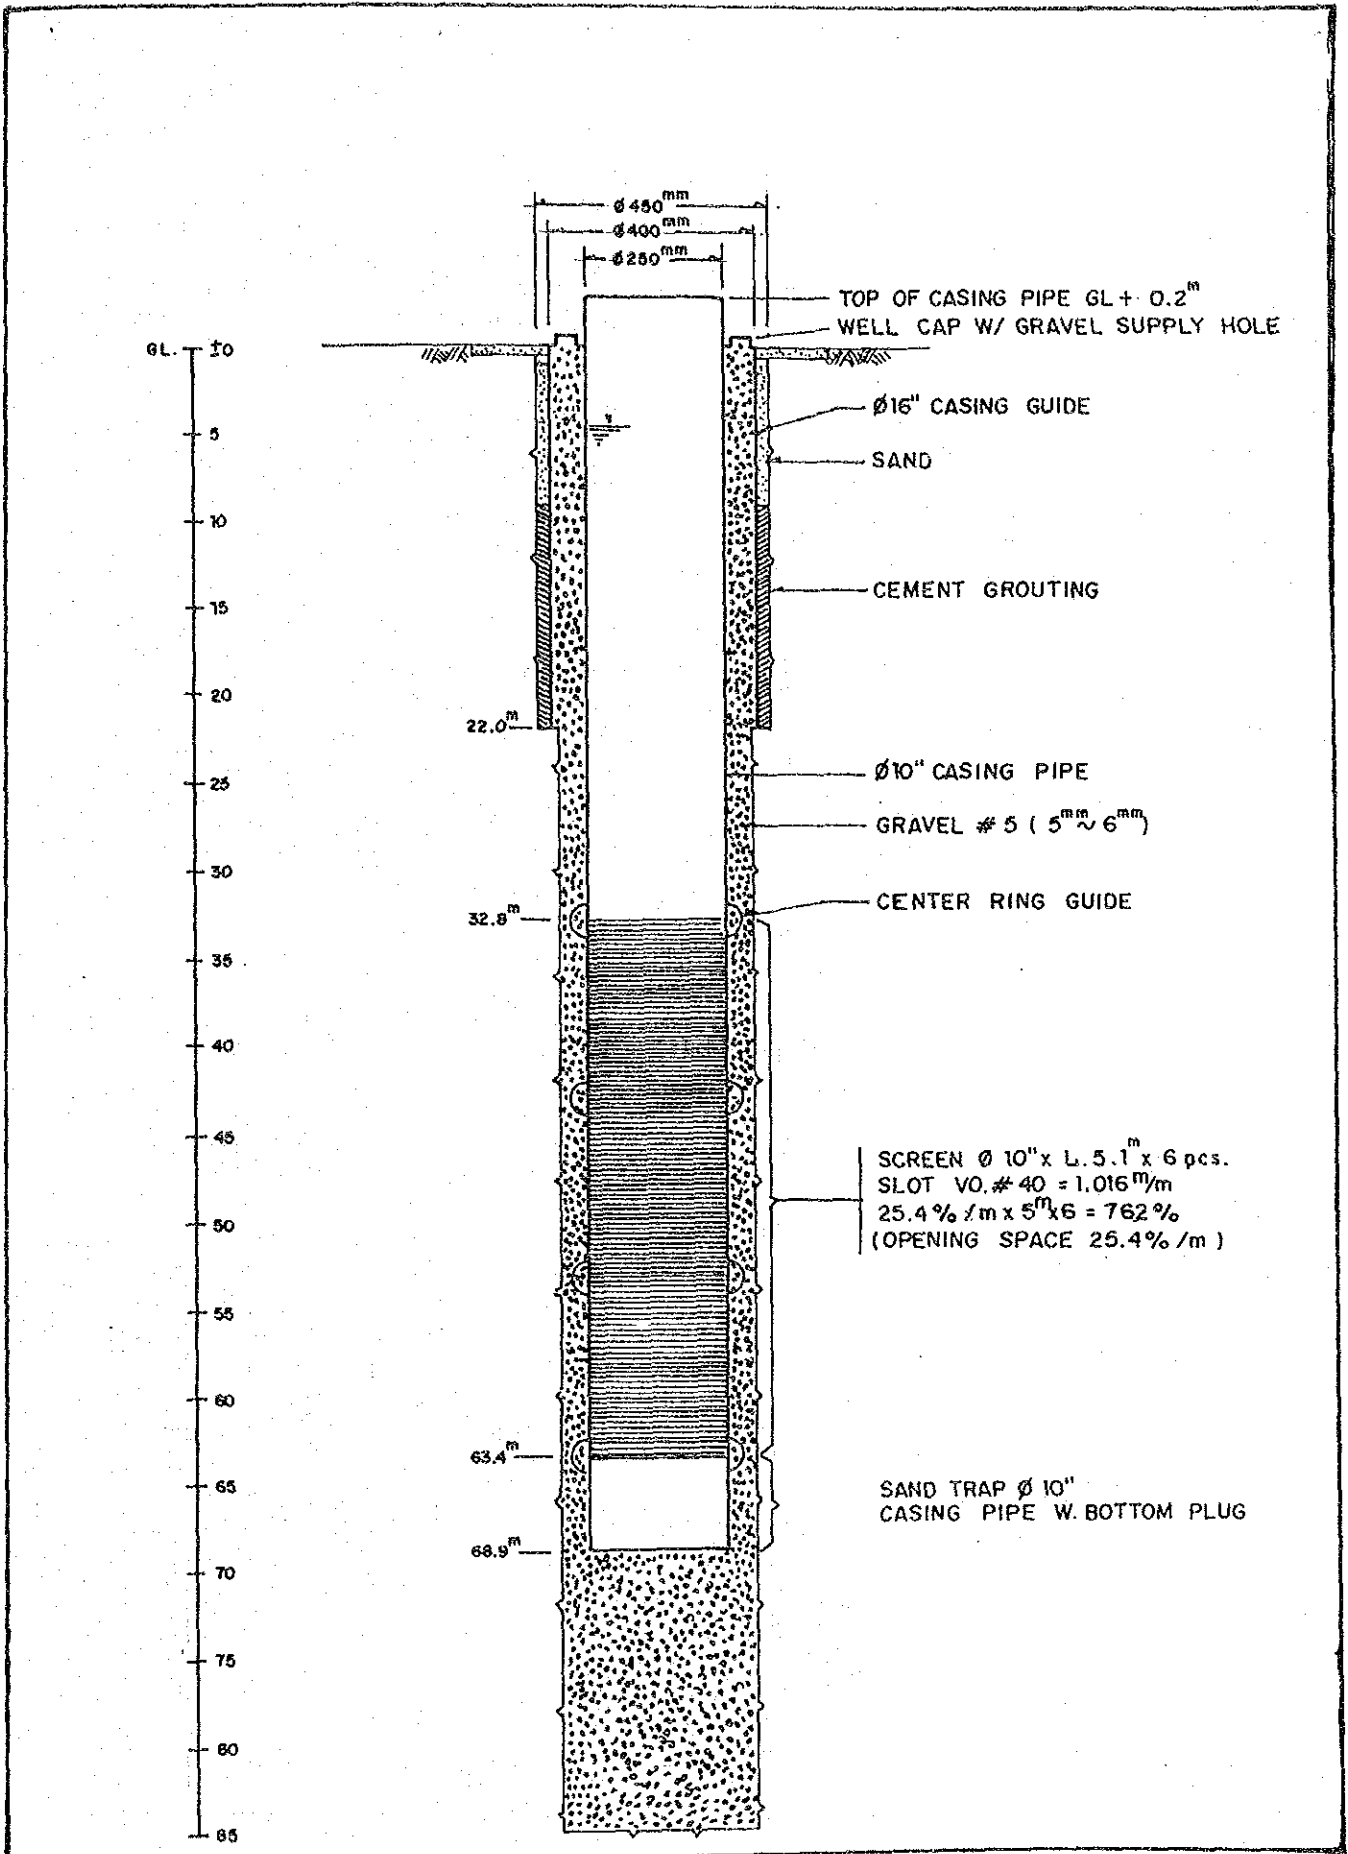 Ø450mm
Ø400mm
Ø250mm
TOP OF CASING PIPE GL + 0.2m
WELL CAP W/ GRAVEL SUPPLY HOLE
GL. ±0
Ø16" CASING GUIDE
5
SAND
10
CEMENT GROUTING
15
20
22.0m
Ø10" CASING PIPE
25
GRAVEL # 5 ( 5mm ~ 6mm)
30
CENTER RING GUIDE
32.8m
35
40
45
SCREEN Ø 10" x L. 5.1m x 6 pcs.
SLOT VO. # 40 = 1.016 m/m
25.4 % /m x 5m x 6 = 762 %
(OPENING SPACE 25.4% /m )
50
55
60
63.4m
65
SAND TRAP Ø 10"
CASING PIPE W. BOTTOM PLUG
68.9m
70
75
80
85